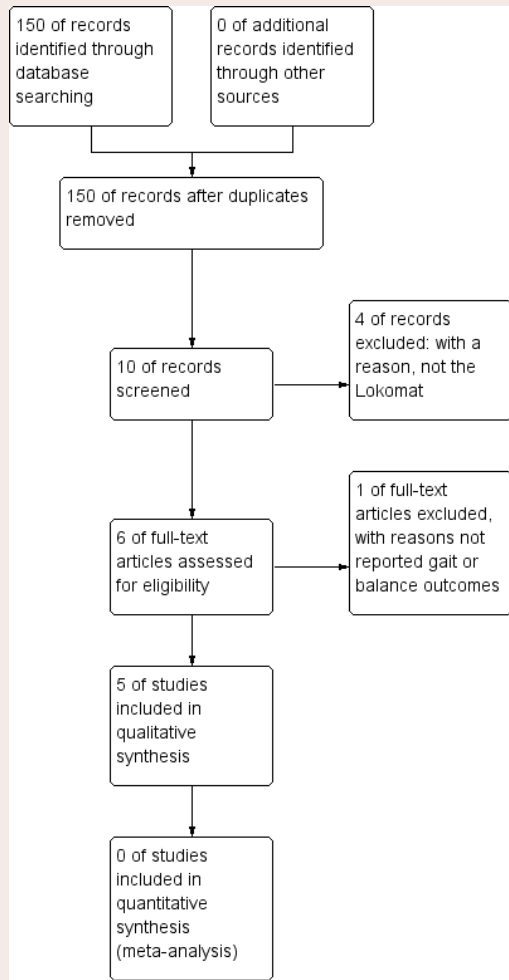 150 of records
identified through
database
searching
0 of additional
records identified
through other
sources
150 of records after duplicates
removed
10 of records
screened
4 of records
excluded: with a
reason, not the
Lokomat
6 of full-text
articles assessed
for eligibility
1 of full-text
articles excluded,
with reasons not
reported gait or
balance outcomes
5 of studies
included in
qualitative
synthesis
0 of studies
included in
quantitative
synthesis
(meta-analysis)